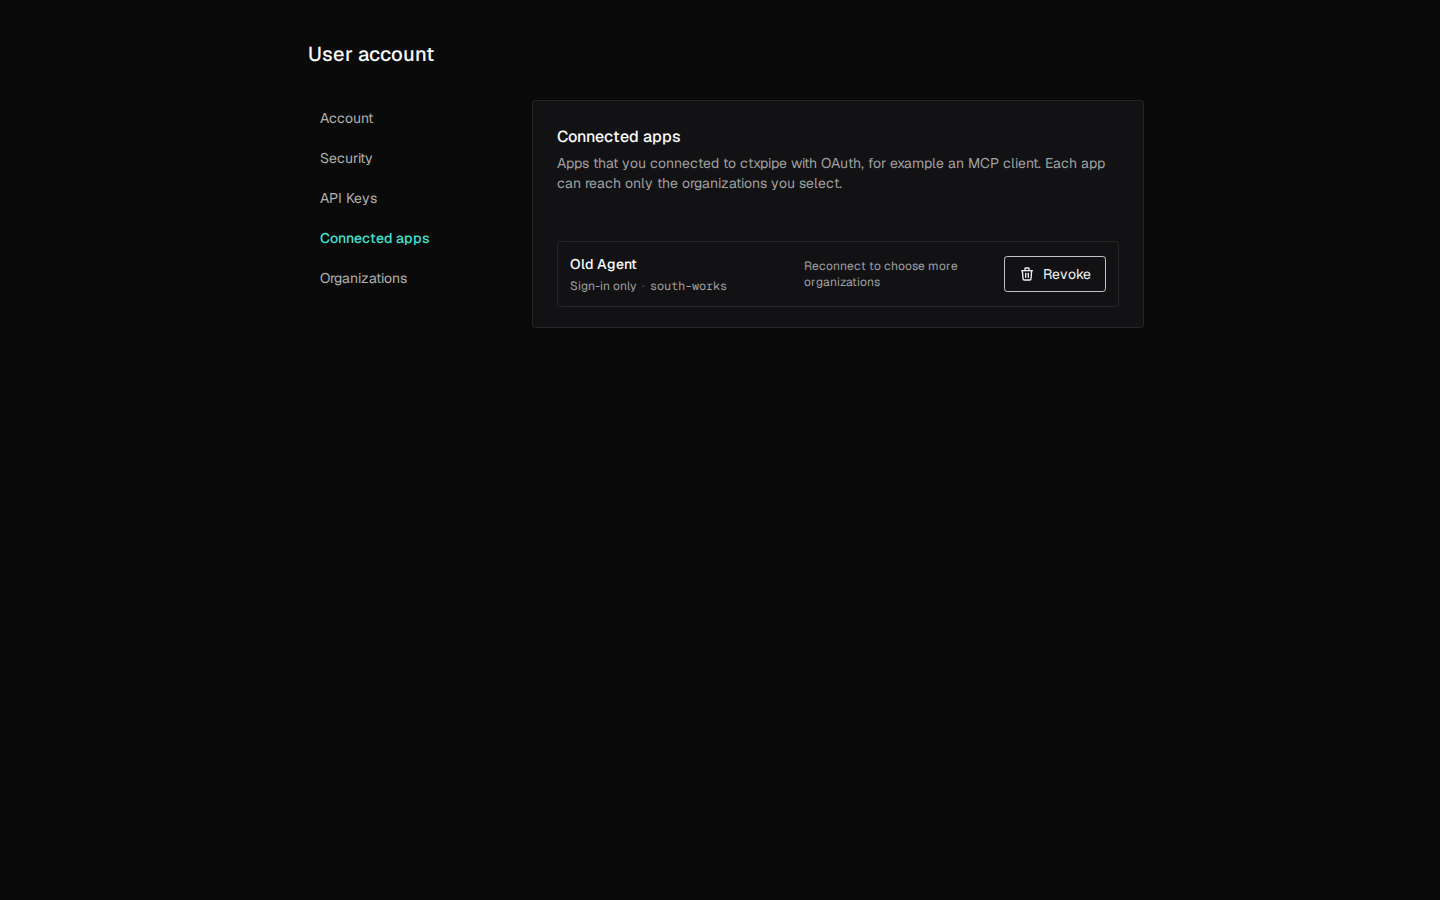 User account
Account
Security
API Keys
Connected apps
Organizations
Connected apps
Apps that you connected to ctxpipe with OAuth, for example an MCP client. Each app
can reach only the organizations you select.
Old Agent
Sign-in only · south-works
Reconnect to choose more
organizations
Revoke